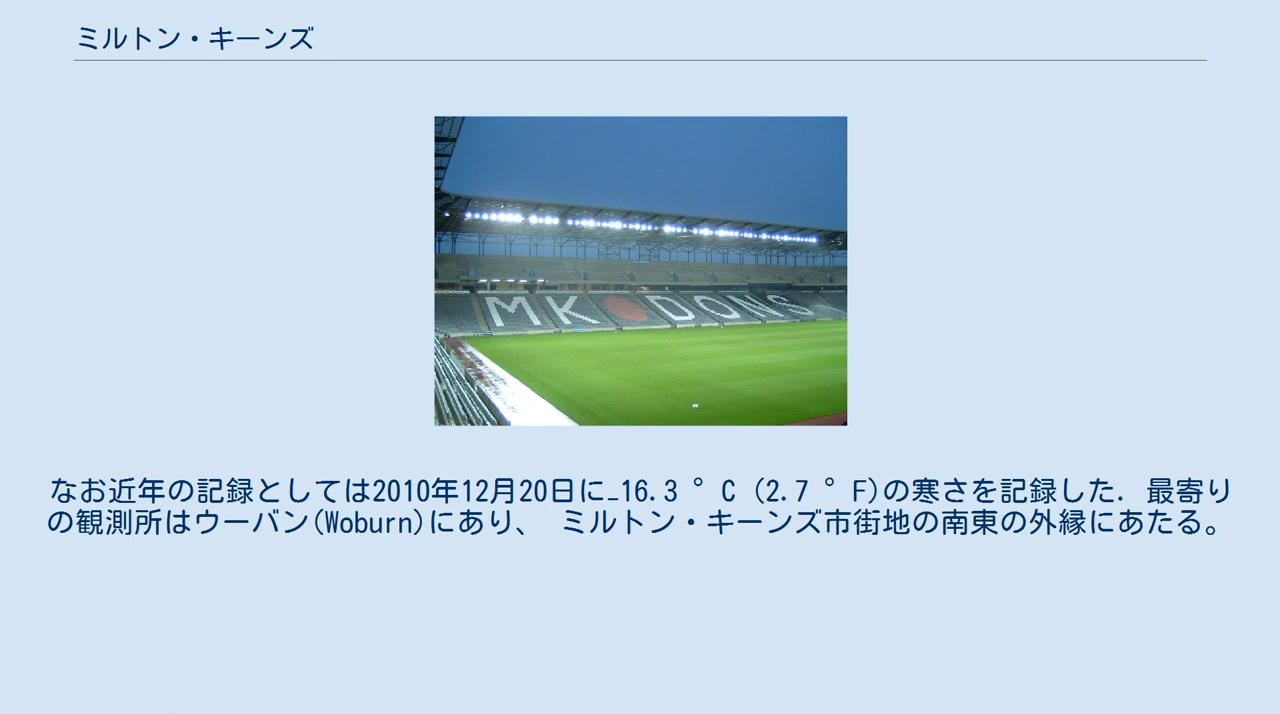 ミルトン・キーンズ
MK DONS
なお近年の記録としては2010年12月20日に–16.3 °C (2.7 °F)の寒さを記録した. 最寄り
の観測所はウーバン(Woburn)にあり、 ミルトン・キーンズ市街地の南東の外縁にあたる。